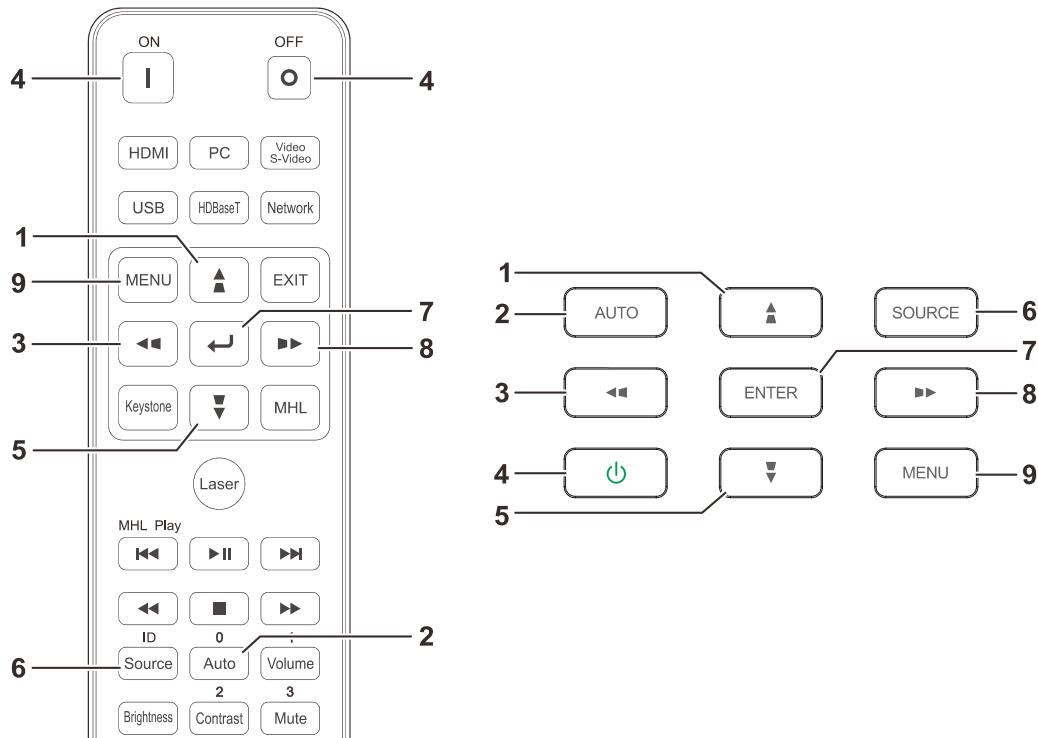 ON OFF
4 4
HDMI PC Video
S-Video
USB HDBaseT Network
1
9 MENU EXIT
7
3 8
Keystone MHL
5
Laser
MHL Play
ID 0
2
6 Source Auto Volume
2 3
Brightness Contrast Mute
1
2 AUTO SOURCE 6
7
3 ENTER 8
4 MENU 9
5